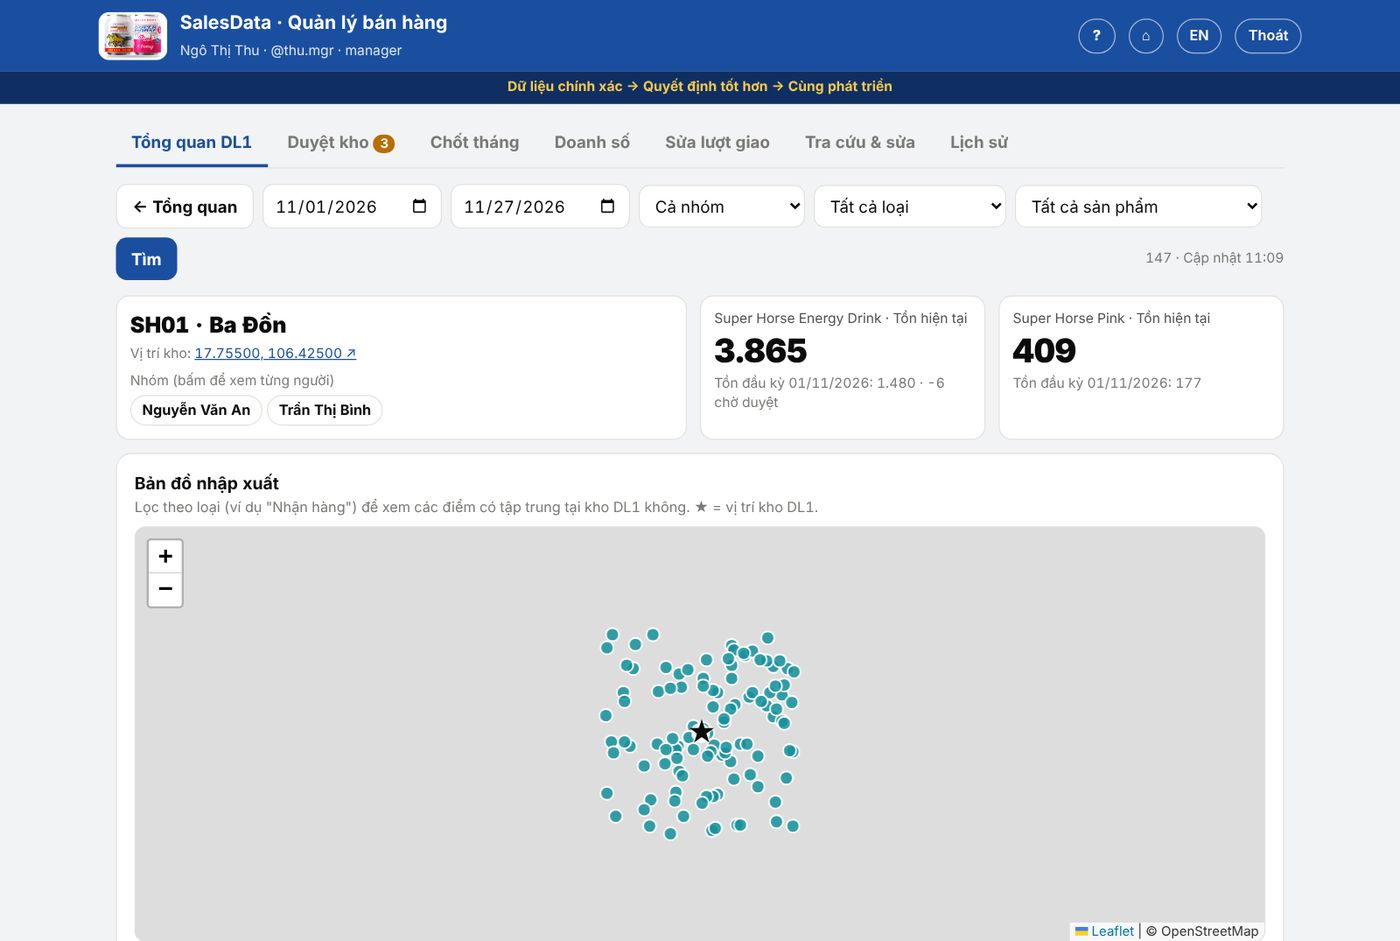 SalesData · Quản lý bán hàng
Ngô Thị Thu · @thu.mgr · manager
?
⌂
EN
Thoát
Dữ liệu chính xác → Quyết định tốt hơn → Cùng phát triển
Tổng quan DL1
Duyệt kho 3
Chốt tháng
Doanh số
Sửa lượt giao
Tra cứu & sửa
Lịch sử
← Tổng quan
11/01/2026
11/27/2026
Cả nhóm
Tất cả loại
Tất cả sản phẩm
Tìm
147 · Cập nhật 11:09
SH01 · Ba Đồn
Vị trí kho: 17.75500, 106.42500 ↗
Nhóm (bấm để xem từng người)
Nguyễn Văn An
Trần Thị Bình
Super Horse Energy Drink · Tồn hiện tại
3.865
Tồn đầu kỳ 01/11/2026: 1.480 · -6
chờ duyệt
Super Horse Pink · Tồn hiện tại
409
Tồn đầu kỳ 01/11/2026: 177
Bản đồ nhập xuất
Lọc theo loại (ví dụ "Nhận hàng") để xem các điểm có tập trung tại kho DL1 không. ★ = vị trí kho DL1.
+
−
Leaflet | © OpenStreetMap